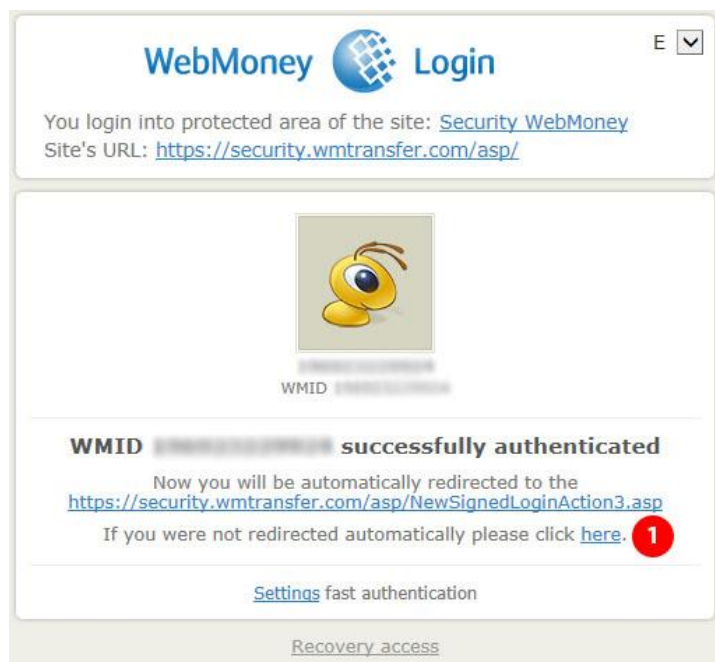 WebMoney Login
E
You login into protected area of the site: Security WebMoney
Site's URL: https://security.wmtransfer.com/asp/
WMID
WMID successfully authenticated
Now you will be automatically redirected to the
https://security.wmtransfer.com/asp/NewSignedLoginAction3.asp
If you were not redirected automatically please click here. 1
Settings fast authentication
Recovery access